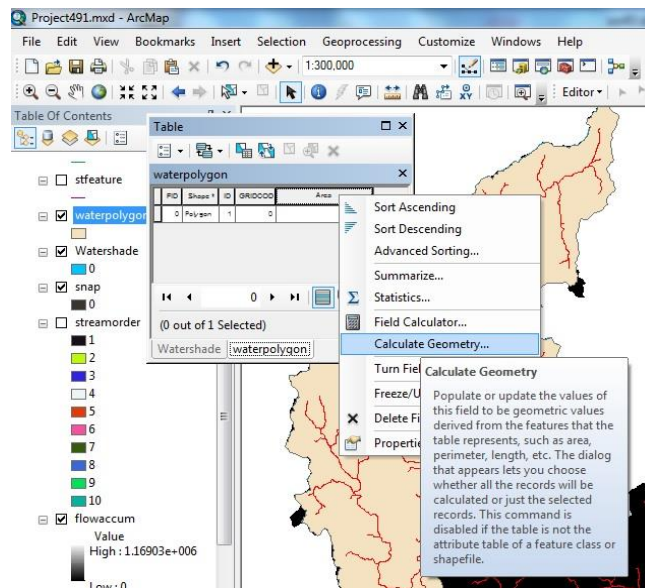 Project491.mxd - ArcMap
File Edit View Bookmarks Insert Selection Geoprocessing Customize Windows Help
1:300,000
Editor
Table Of Contents
stfeature
waterpolygon
Watershade
0
snap
0
streamorder
1
2
3
4
5
6
7
8
9
10
flowaccum
Value
High : 1.16903e+006
Low : 0
Table
waterpolygon
FID Shape * ID GRIDCOD Area
0 Polygon 1 0
0
(0 out of 1 Selected)
Watershade waterpolygon
Sort Ascending
Sort Descending
Advanced Sorting...
Summarize...
Statistics...
Field Calculator...
Calculate Geometry...
Turn Fiel
Freeze/U
Delete Fi
Propertie
Calculate Geometry
Populate or update the values of
this field to be geometric values
derived from the features that the
table represents, such as area,
perimeter, length, etc. The dialog
that appears lets you choose
whether all the records will be
calculated or just the selected
records. This command is
disabled if the table is not the
attribute table of a feature class or
shapefile.